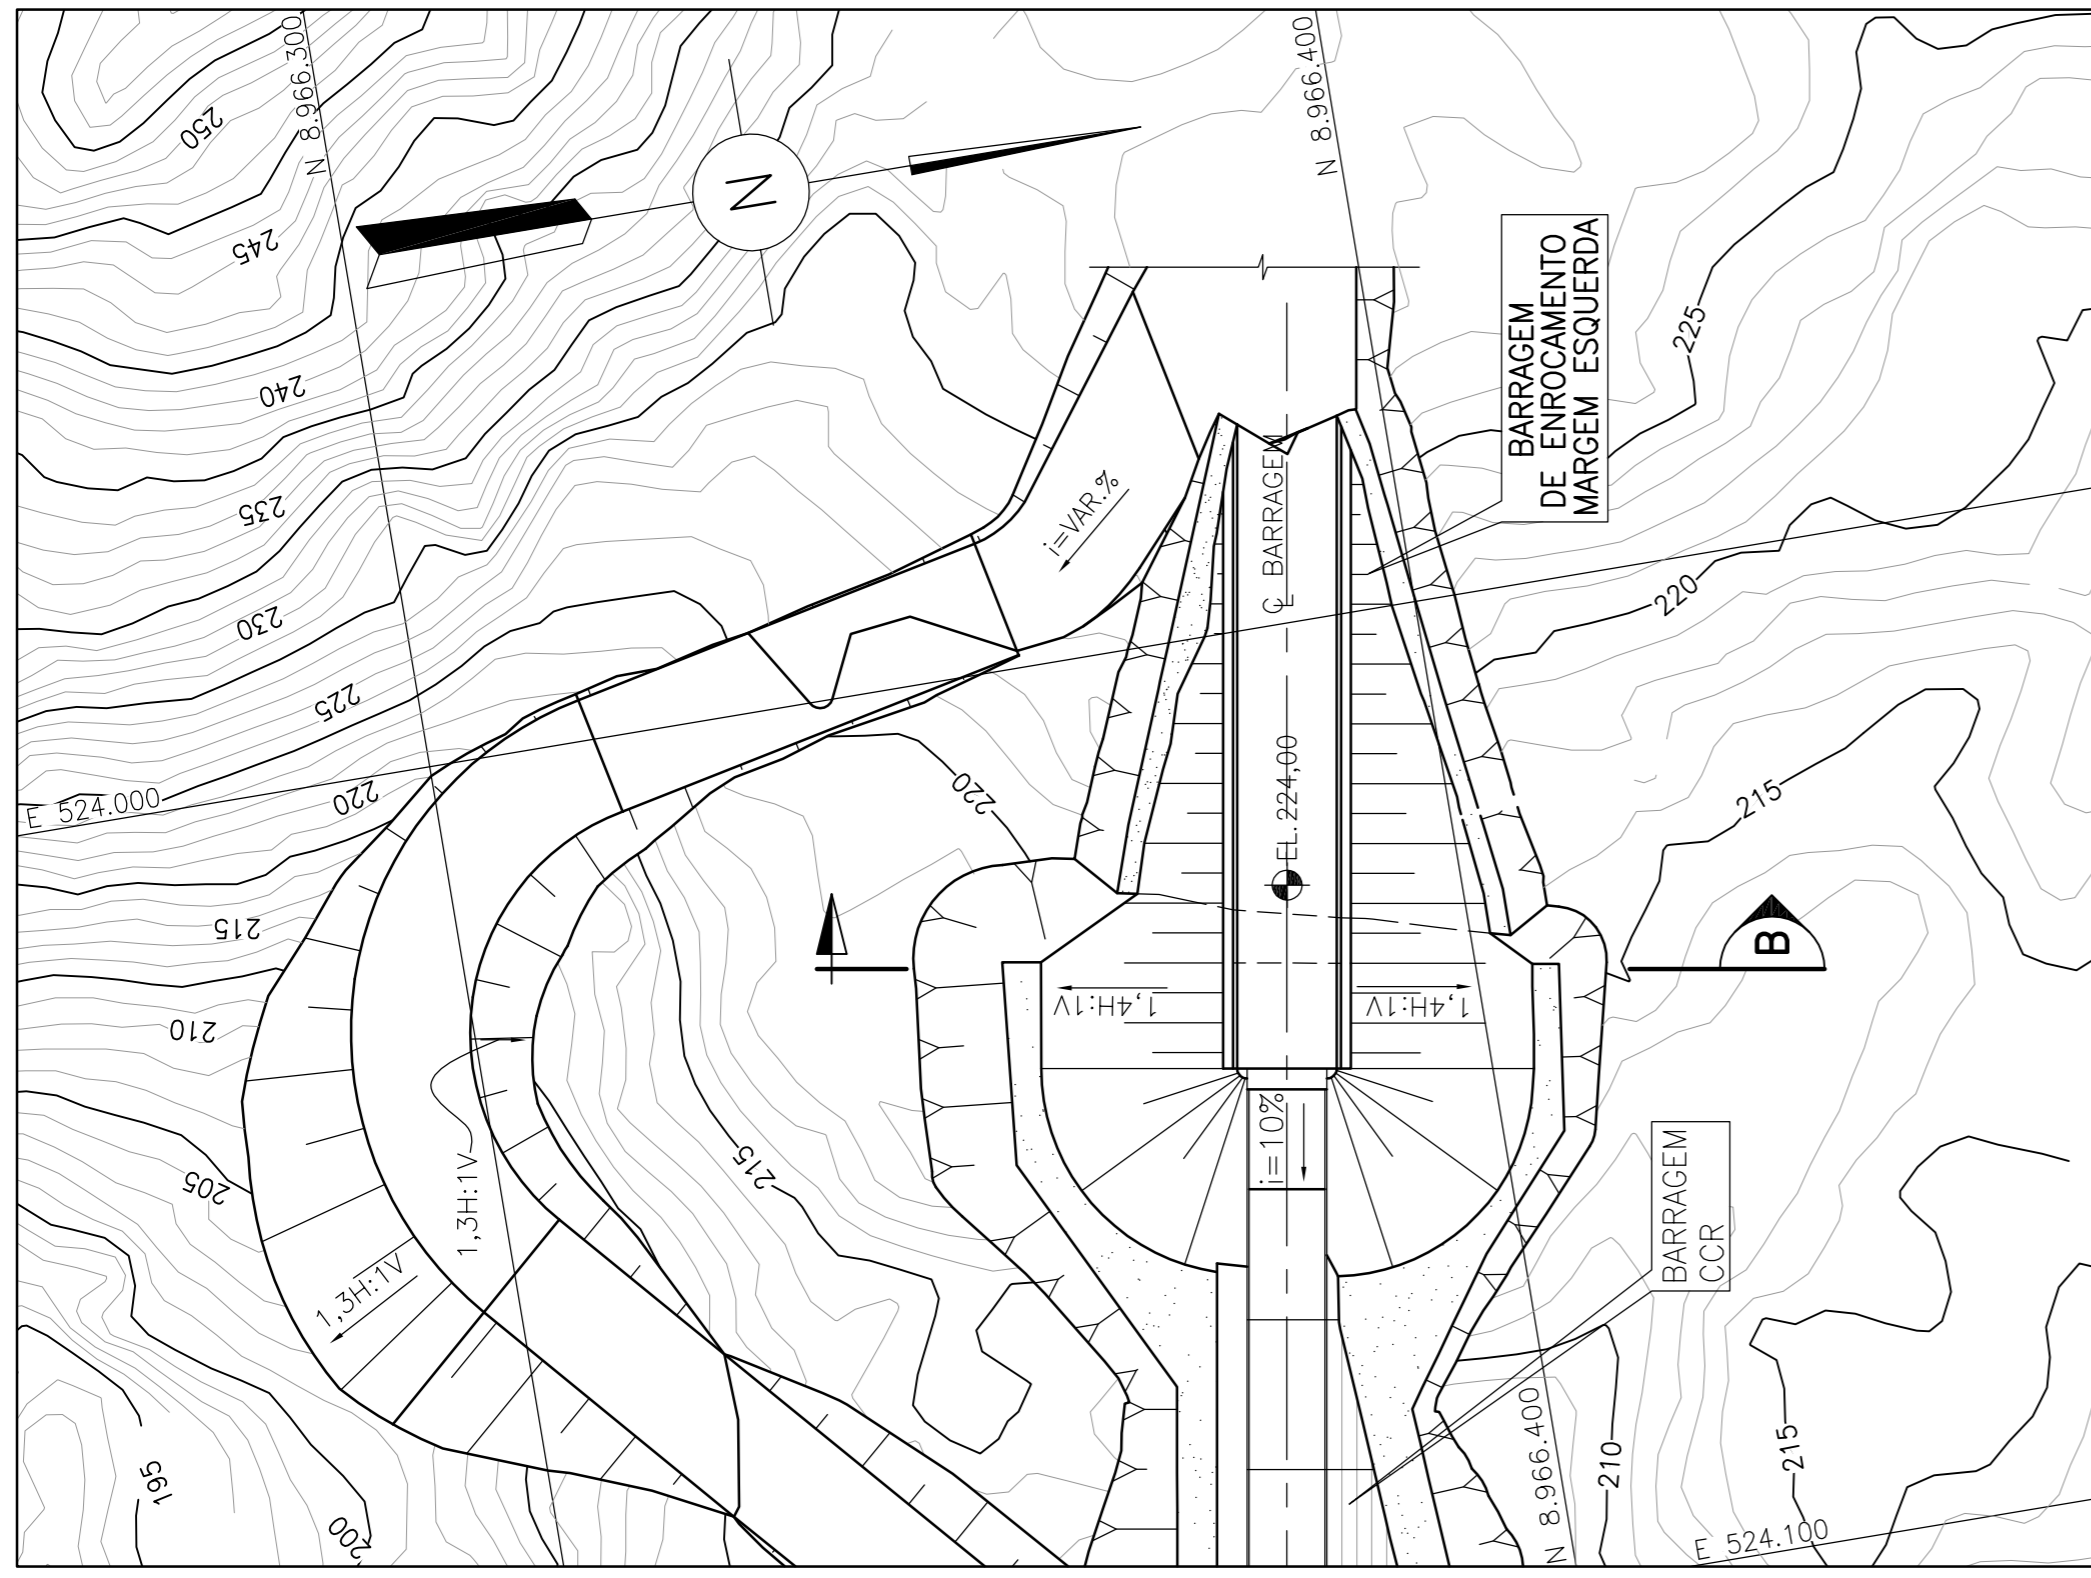 250
245
240
235
230
225
220
215
210
205
200
195
N 8.966.300
N
N 8.966.400
BARRAGEM
DE ENROCAMENTO
MARGEM ESQUERDA
225
220
215
i=VAR.%
CL BARRAGEM
EL.224,00
E 524.000
220
215
B
1,4H:1V
1,4H:1V
i=10%
1,3H:1V
1,3H:1V
BARRAGEM
CCR
N 8.966.400
210
215
E 524.100